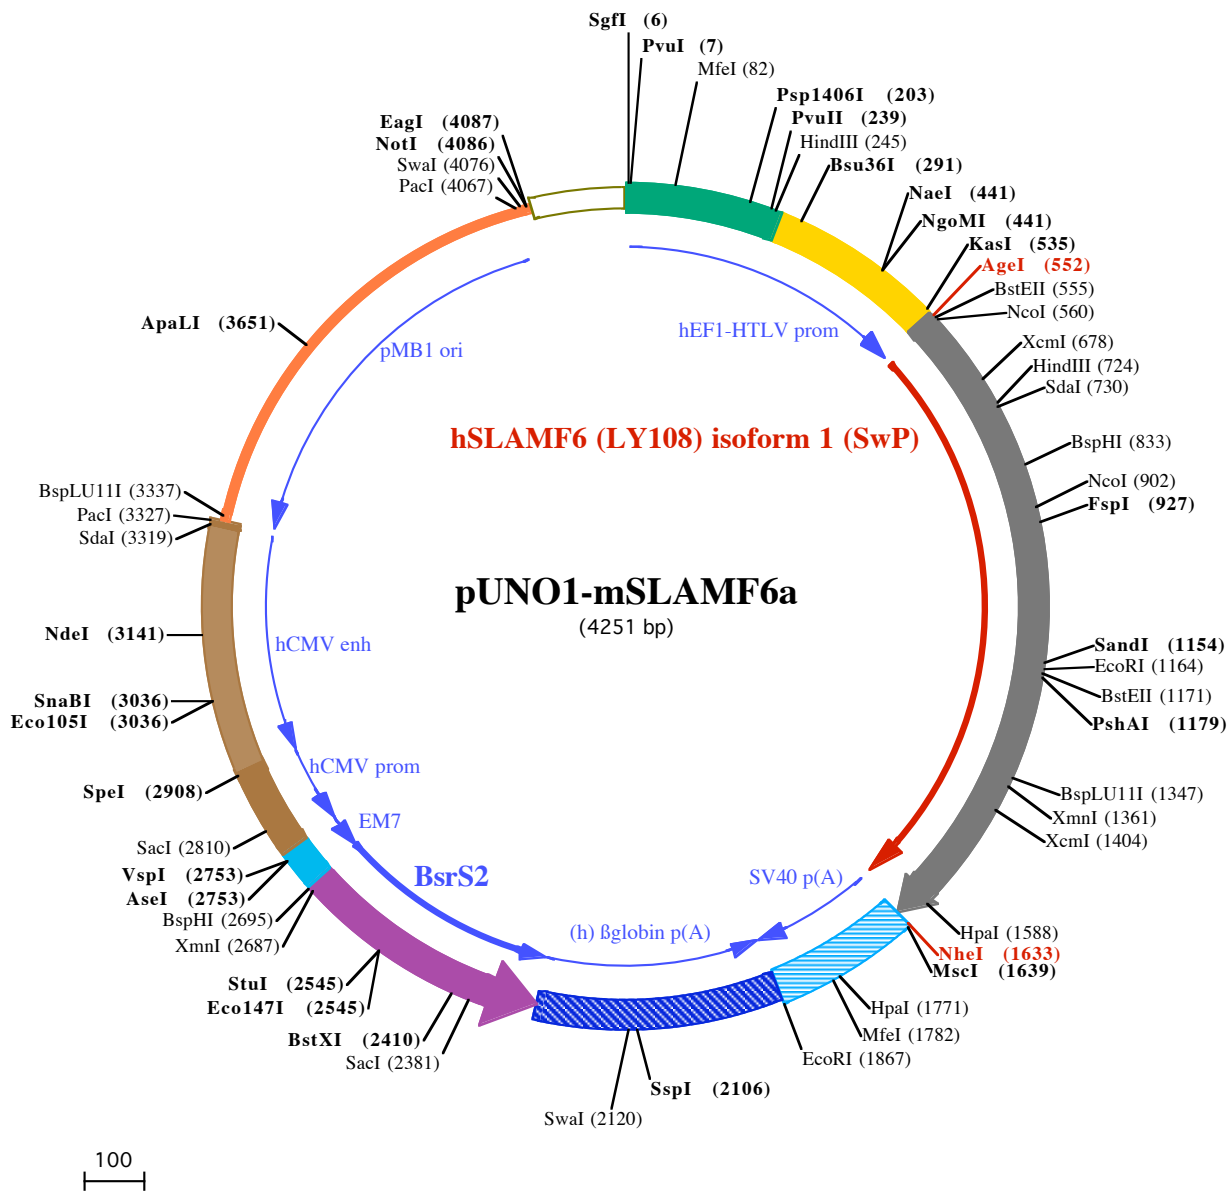 SgfI (6)
PvuI (7)
MfeI (82)
Psp1406I (203)
PvuII (239)
HindIII (245)
Bsu36I (291)
NaeI (441)
NgoMI (441)
KasI (535)
AgeI (552)
BstEII (555)
NcoI (560)
XcmI (678)
HindIII (724)
SdaI (730)
BspHI (833)
NcoI (902)
FspI (927)
SandI (1154)
EcoRI (1164)
BstEII (1171)
PshAI (1179)
BspLU11I (1347)
XmnI (1361)
XcmI (1404)
HpaI (1588)
NheI (1633)
MscI (1639)
HpaI (1771)
MfeI (1782)
EcoRI (1867)
SspI (2106)
SwaI (2120)
SacI (2381)
BstXI (2410)
Eco147I (2545)
StuI (2545)
XmnI (2687)
BspHI (2695)
AseI (2753)
VspI (2753)
SacI (2810)
SpeI (2908)
Eco105I (3036)
SnaBI (3036)
NdeI (3141)
SdaI (3319)
PacI (3327)
BspLU11I (3337)
ApaLI (3651)
PacI (4067)
SwaI (4076)
NotI (4086)
EagI (4087)
hEF1-HTLV prom
pMB1 ori
hSLAMF6 (LY108) isoform 1 (SwP)
pUNO1-mSLAMF6a
(4251 bp)
hCMV enh
hCMV prom
EM7
BsrS2
SV40 p(A)
(h) ßglobin p(A)
100